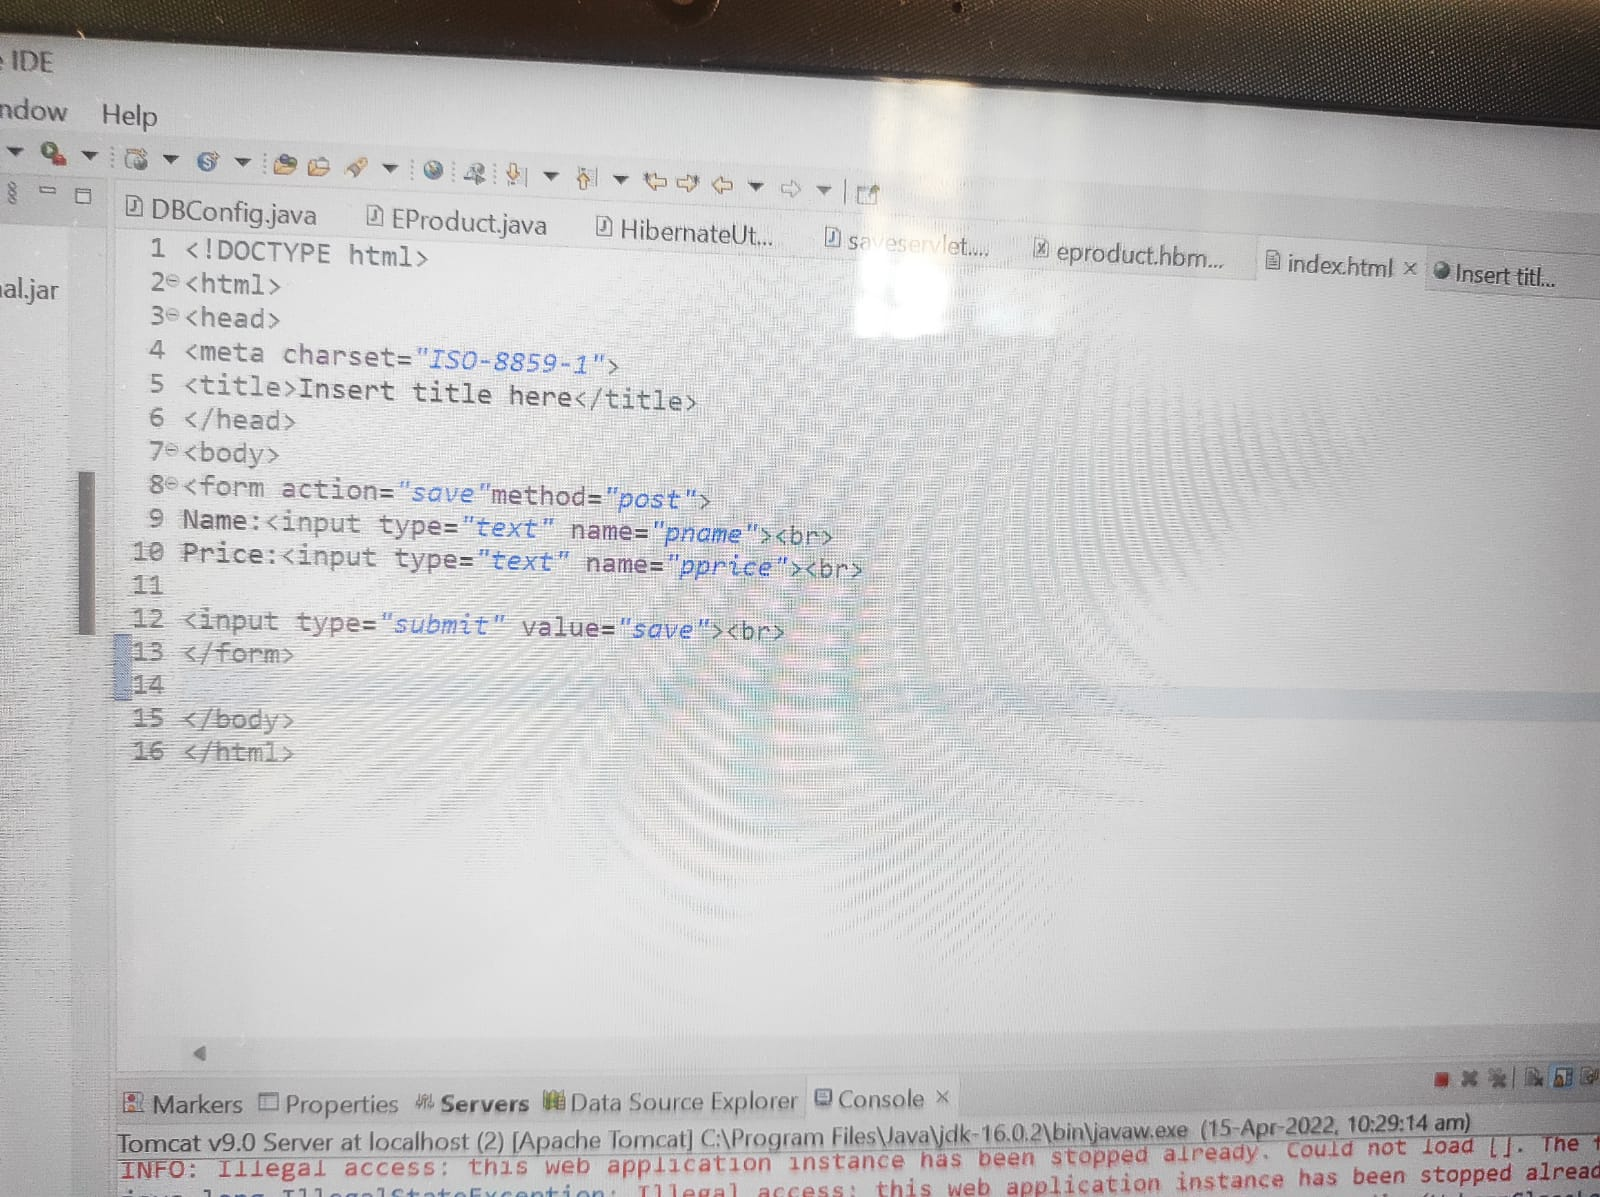 IDE
ndow Help
al.jar
DBConfig.java EProduct.java HibernateUt... saveservlet.... eproduct.hbm... index.html Insert titl...
1 <!DOCTYPE html>
2 <html>
3 <head>
4 <meta charset="ISO-8859-1">
5 <title>Insert title here</title>
6 </head>
7 <body>
8 <form action="save"method="post">
9 Name:<input type="text" name="pname"><br>
10 Price:<input type="text" name="pprice"><br>
11
12 <input type="submit" value="save"><br>
13 </form>
14
15 </body>
16 </html>
Markers Properties Servers Data Source Explorer Console
Tomcat v9.0 Server at localhost (2) [Apache Tomcat] C:\Program Files\Java\jdk-16.0.2\bin\javaw.exe (15-Apr-2022, 10:29:14 am)
INFO: Illegal access: this web application instance has been stopped already. Could not load []. The
java.lang.IllegalStateException: Illegal access: this web application instance has been stopped alread